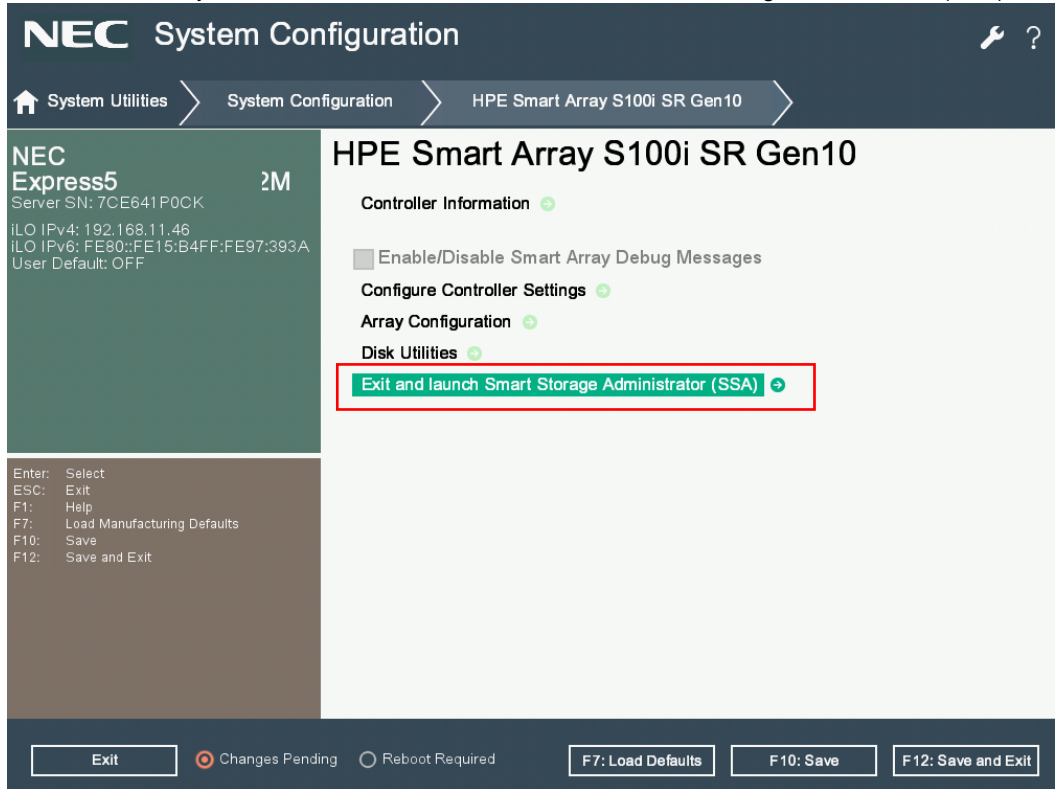 NEC System Configuration ?
System Utilities System Configuration HPE Smart Array S100i SR Gen10
NEC
Express5 2M
Server SN: 7CE641P0CK
iLO IPv4: 192.168.11.46
iLO IPv6: FE80::FE15:B4FF:FE97:393A
User Default: OFF
HPE Smart Array S100i SR Gen10
Controller Information
Enable/Disable Smart Array Debug Messages
Configure Controller Settings
Array Configuration
Disk Utilities
Exit and launch Smart Storage Administrator (SSA)
Enter: Select
ESC: Exit
F1: Help
F7: Load Manufacturing Defaults
F10: Save
F12: Save and Exit
Exit Changes Pending Reboot Required F7: Load Defaults F10: Save F12: Save and Exit